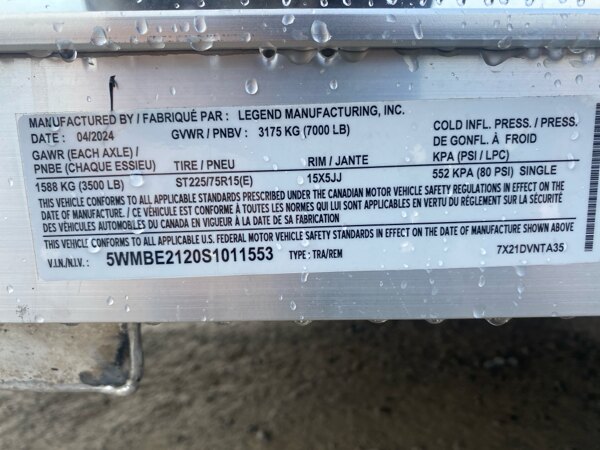 MANUFACTURED BY / FABRIQUÉ PAR : LEGEND MANUFACTURING, INC.
DATE : 04/2024 GVWR / PNBV : 3175 KG (7000 LB) COLD INFL. PRESS. / PRESS.
DE GONFL. À FROID
GAWR (EACH AXLE) /
PNBE (CHAQUE ESSIEU) TIRE / PNEU RIM / JANTE KPA (PSI / LPC)
1588 KG (3500 LB) ST225/75R15(E) 15X5JJ 552 KPA (80 PSI) SINGLE
THIS VEHICLE CONFORMS TO ALL APPLICABLE STANDARDS PRESCRIBED UNDER THE CANADIAN MOTOR VEHICLE SAFETY REGULATIONS IN EFFECT ON THE
DATE OF MANUFACTURE. / CE VÉHICULE EST CONFORME À TOUTES LES NORMES QUI LUI SONT APPLICABLES EN VERTU DU RÈGLEMENT SUR LA SÉCURITÉ
DES VÉHICULES AUTOMOBILES DU CANADA EN VIGUEUR À LA DATE DE SA FABRICATION
THIS VEHICLE CONFORMS TO ALL APPLICABLE U.S. FEDERAL MOTOR VEHICLE SAFETY STANDARDS IN EFFECT ON THE DATE OF MANUFACTURE SHOWN ABOVE
V.I.N./N.I.V. : 5WMBE2120S1011553 TYPE : TRA/REM 7X21DVNTA35